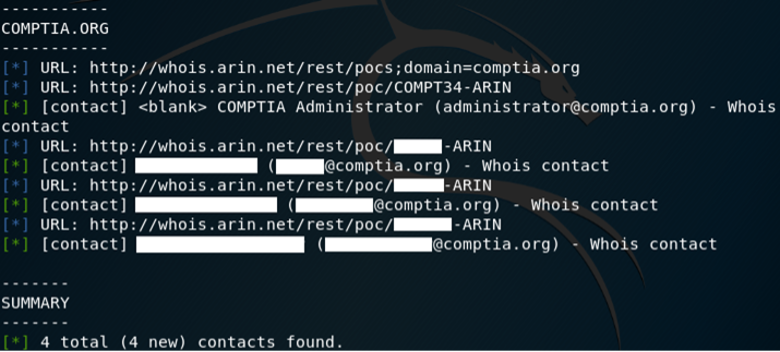 -----------
COMPTIA.ORG
-----------
[*] URL: http://whois.arin.net/rest/pocs;domain=comptia.org
[*] URL: http://whois.arin.net/rest/poc/COMPT34-ARIN
[*] [contact] <blank> COMPTIA Administrator (administrator@comptia.org) - Whois
contact
[*] URL: http://whois.arin.net/rest/poc/ -ARIN
[*] [contact] ( @comptia.org) - Whois contact
[*] URL: http://whois.arin.net/rest/poc/ -ARIN
[*] [contact] ( @comptia.org) - Whois contact
[*] URL: http://whois.arin.net/rest/poc/ -ARIN
[*] [contact] ( @comptia.org) - Whois contact
-------
SUMMARY
-------
[*] 4 total (4 new) contacts found.